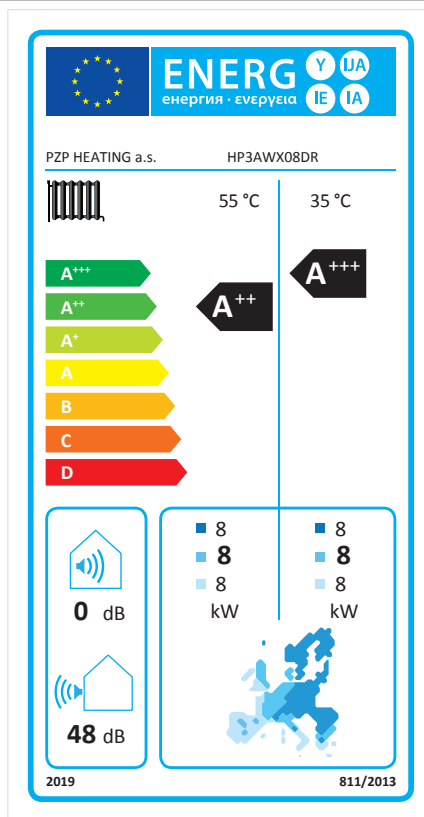 ENERG Y IJA
енергия · ενεργεια IE IA
PZP HEATING a.s. HP3AWX08DR
55 °C 35 °C
A+++ A+++
A++ A++
A+
A
B
C
D
8 8
8 8
8 8
0 dB kW kW
48 dB
2019 811/2013